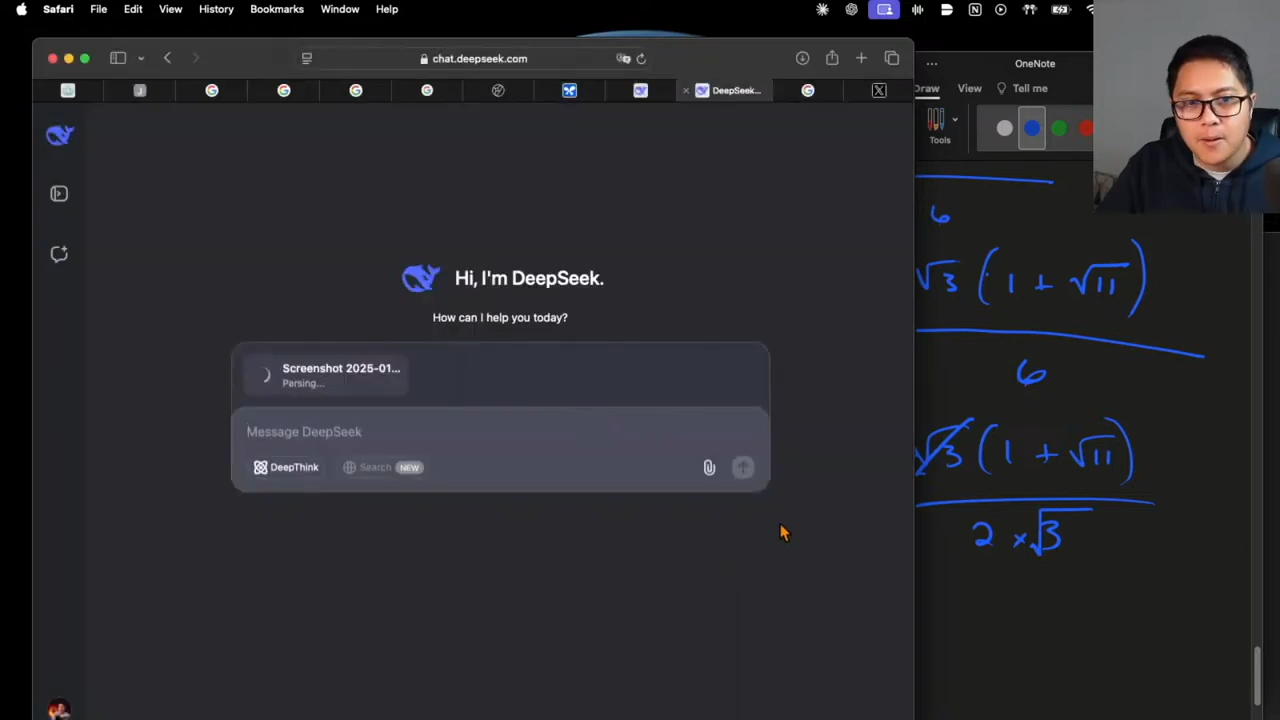 Safari File Edit View History Bookmarks Window Help
chat.deepseek.com
DeepSeek...
Hi, I'm DeepSeek.
How can I help you today?
Screenshot 2025-01...
Parsing...
Message DeepSeek
DeepThink Search NEW
OneNote
Draw View Tell me
Tools
6
√3 (1 + √11)
6
√3 (1 + √11)
2 × √3